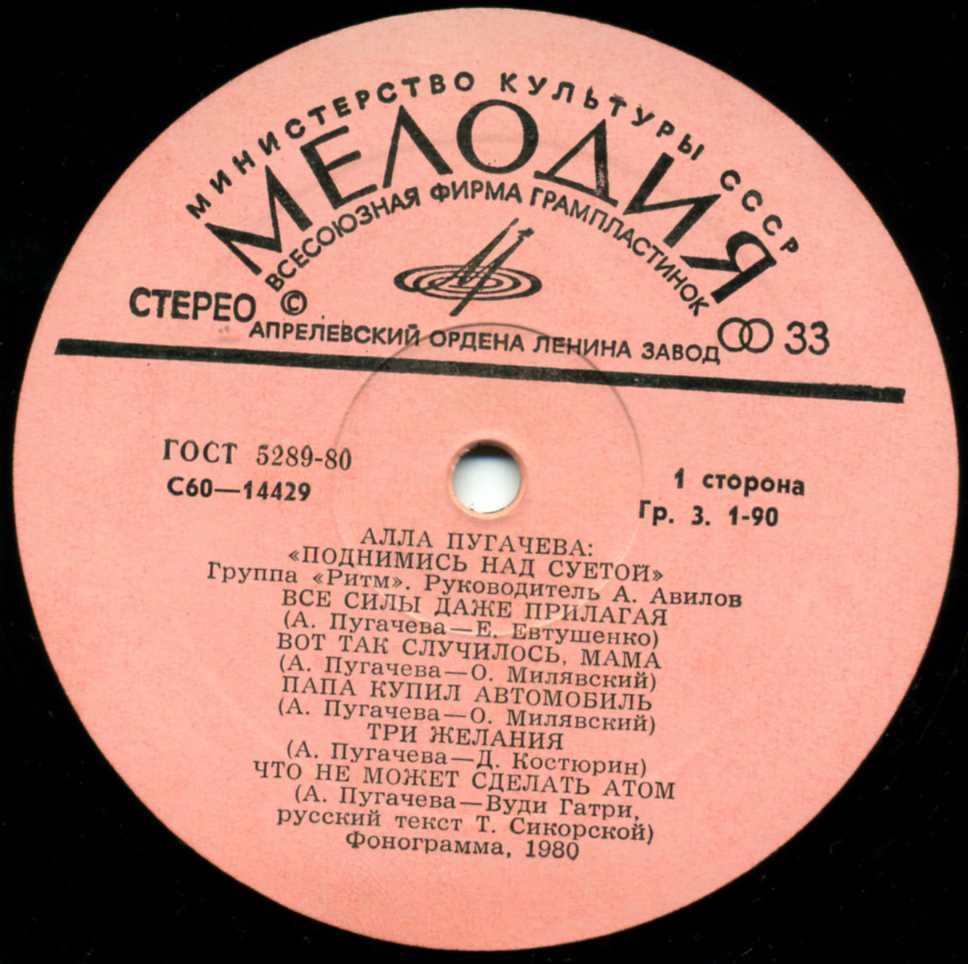 МИНИСТЕРСТВО КУЛЬТУРЫ СССР
МЕЛОДИЯ
ВСЕСОЮЗНАЯ ФИРМА ГРАМПЛАСТИНОК
СТЕРЕО ©
АПРЕЛЕВСКИЙ ОРДЕНА ЛЕНИНА ЗАВОД
33
ГОСТ 5289-80
С60—14429
1 сторона
Гр. 3. 1-90
АЛЛА ПУГАЧЕВА:
«ПОДНИМИСЬ НАД СУЕТОЙ»
Группа «Ритм». Руководитель А. Авилов
ВСЕ СИЛЫ ДАЖЕ ПРИЛАГАЯ
(А. Пугачева—Е. Евтушенко)
ВОТ ТАК СЛУЧИЛОСЬ, МАМА
(А. Пугачева—О. Милявский)
ПАПА КУПИЛ АВТОМОБИЛЬ
(А. Пугачева—О. Милявский)
ТРИ ЖЕЛАНИЯ
(А. Пугачева—Д. Костюрин)
ЧТО НЕ МОЖЕТ СДЕЛАТЬ АТОМ
(А. Пугачева—Вуди Гатри,
русский текст Т. Сикорской)
Фонограмма, 1980